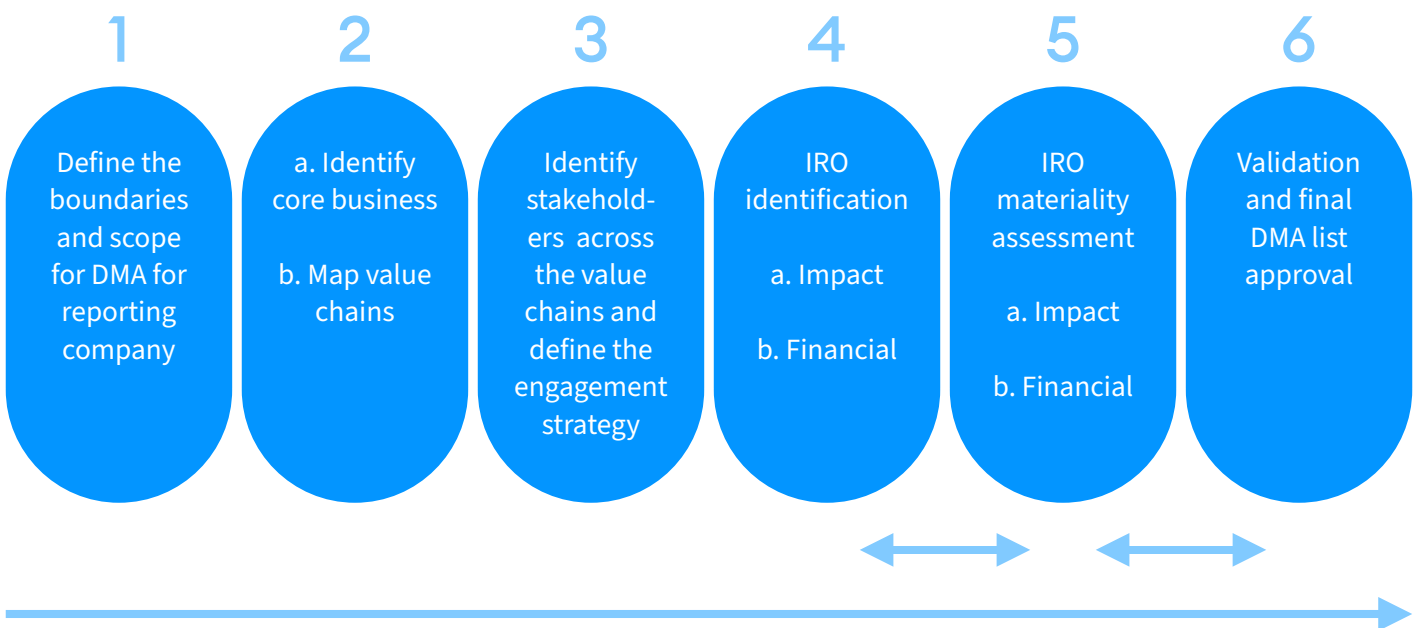 1
Define the
boundaries
and scope
for DMA for
reporting
company
2
a. Identify
core business
b. Map value
chains
3
Identify
stakehold-
ers across
the value
chains and
define the
engagement
strategy
4
IRO
identification
a. Impact
b. Financial
5
IRO
materiality
assessment
a. Impact
b. Financial
6
Validation
and final
DMA list
approval